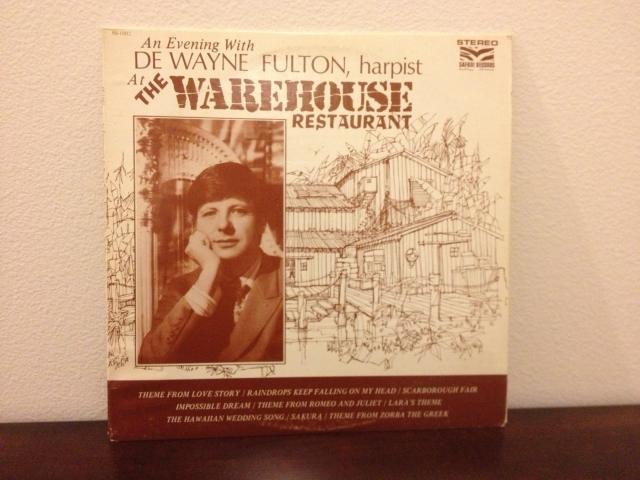 An Evening With
DE WAYNE FULTON, harpist
At THE WAREHOUSE
RESTAURANT
STEREO
SAFARI RECORDS
THEME FROM LOVE STORY / RAINDROPS KEEP FALLING ON MY HEAD / SCARBOROUGH FAIR
IMPOSSIBLE DREAM / THEME FROM ROMEO AND JULIET / LARA'S THEME
THE HAWAIIAN WEDDING SONG / SAKURA / THEME FROM ZORBA THE GREEK